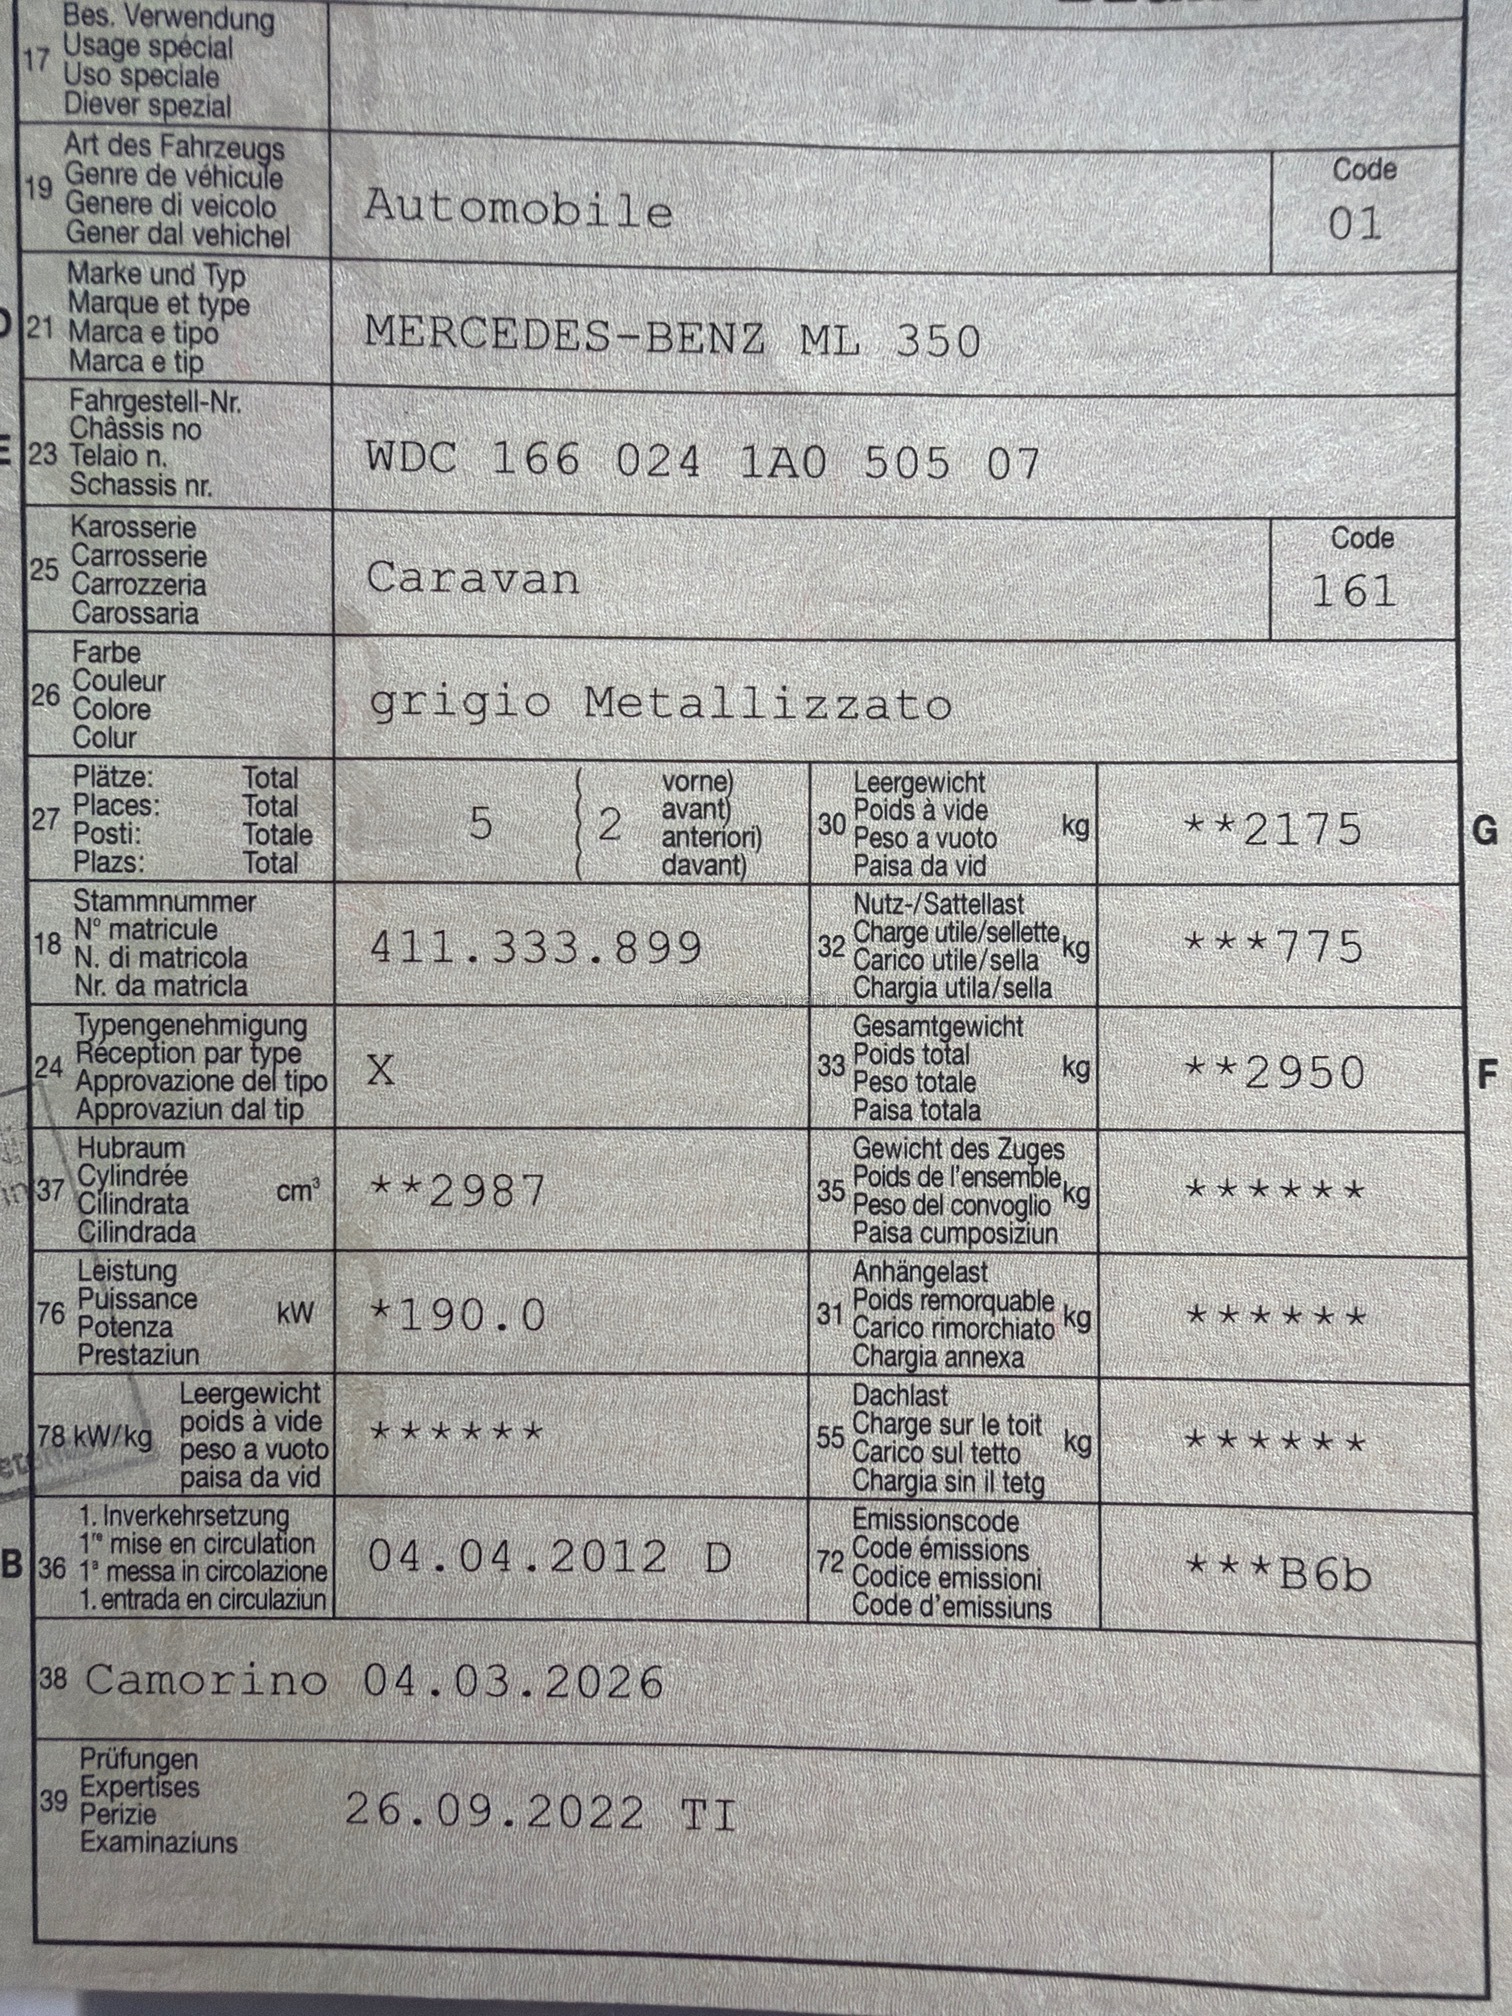 17 Bes. Verwendung
Usage spécial
Uso speciale
Diever spezial
19 Art des Fahrzeugs
Genre de véhicule
Genere di veicolo
Gener dal vehichel
Automobile
Code
01
D 21 Marke und Typ
Marque et type
Marca e tipo
Marca e tip
MERCEDES-BENZ ML 350
E 23 Fahrgestell-Nr.
Châssis no
Telaio n.
Schassis nr.
WDC 166 024 1A0 505 07
25 Karosserie
Carrosserie
Carrozzeria
Carossaria
Caravan
Code
161
26 Farbe
Couleur
Colore
Colur
grigio Metallizzato
27 Plätze: Total
Places: Total
Posti: Totale
Plazs: Total
5 ( 2 vorne)
avant)
anteriori)
davant)
30 Leergewicht
Poids à vide
Peso a vuoto
Paisa da vid
kg **2175 G
18 Stammnummer
N° matricule
N. di matricola
Nr. da matricla
411.333.899
32 Nutz-/Sattellast
Charge utile/sellette
Carico utile/sella
Chargia utila/sella
kg ***775
AutazeSzwajcarii.pl
24 Typengenehmigung
Réception par type
Approvazione del tipo
Approvaziun dal tip
X
33 Gesamtgewicht
Poids total
Peso totale
Paisa totala
kg **2950 F
37 Hubraum
Cylindrée
Cilindrata
Cilindrada
cm³ **2987
35 Gewicht des Zuges
Poids de l'ensemble
Peso del convoglio
Paisa cumposiziun
kg ******
76 Leistung
Puissance
Potenza
Prestaziun
kW *190.0
31 Anhängelast
Poids remorquable
Carico rimorchiato
Chargia annexa
kg ******
78 kW/kg Leergewicht
poids à vide
peso a vuoto
paisa da vid
******
55 Dachlast
Charge sur le toit
Carico sul tetto
Chargia sin il tetg
kg ******
B 36 1. Inverkehrsetzung
1re mise en circulation
1a messa in circolazione
1. entrada en circulaziun
04.04.2012 D
72 Emissionscode
Code émissions
Codice emissioni
Code d'emissiuns
***B6b
38 Camorino 04.03.2026
39 Prüfungen
Expertises
Perizie
Examinaziuns
26.09.2022 TI